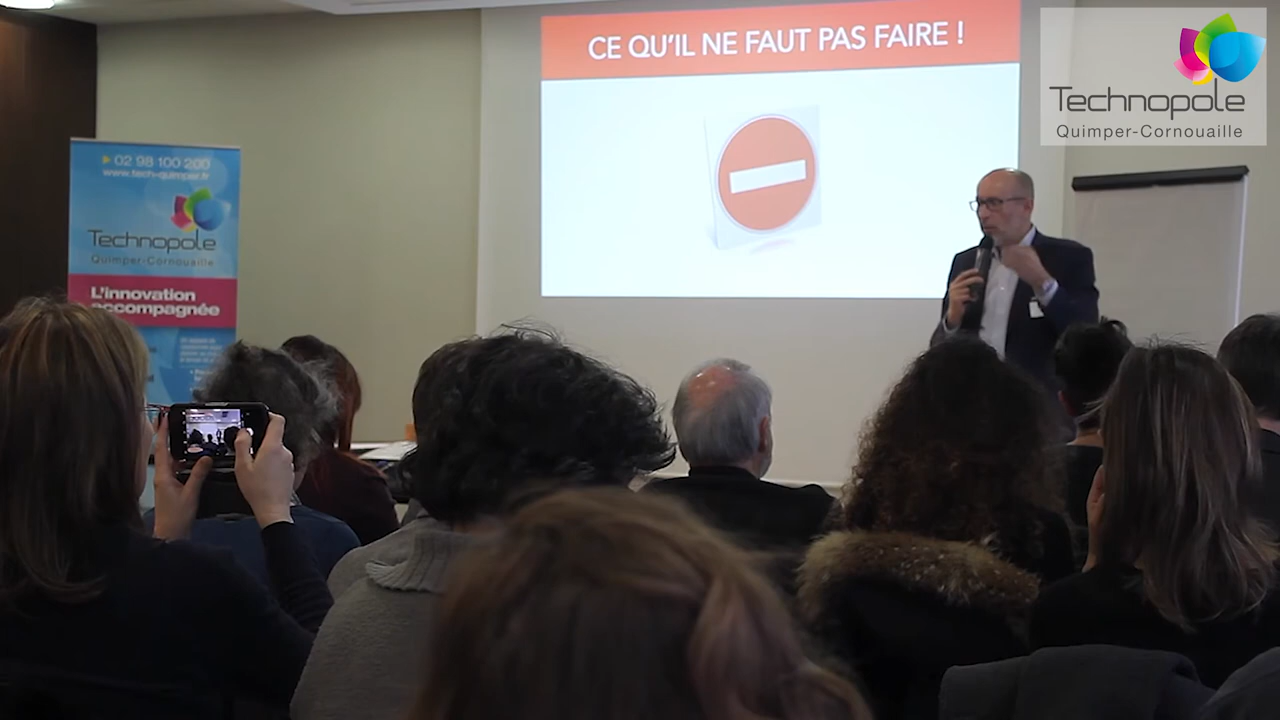 CE QU'IL NE FAUT PAS FAIRE !
Technopole
Quimper-Cornouaille
02 98 100 200
www.tech-quimper.fr
Technopole
Quimper-Cornouaille
L'innovation
accompagnée